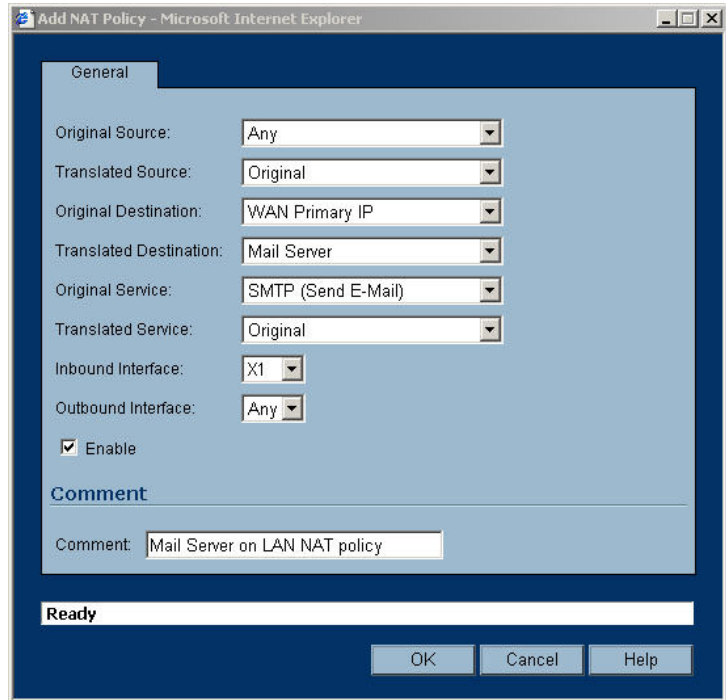 Add NAT Policy - Microsoft Internet Explorer
General
Original Source: Any
Translated Source: Original
Original Destination: WAN Primary IP
Translated Destination: Mail Server
Original Service: SMTP (Send E-Mail)
Translated Service: Original
Inbound Interface: X1
Outbound Interface: Any
Enable
Comment
Comment: Mail Server on LAN NAT policy
Ready
OK Cancel Help